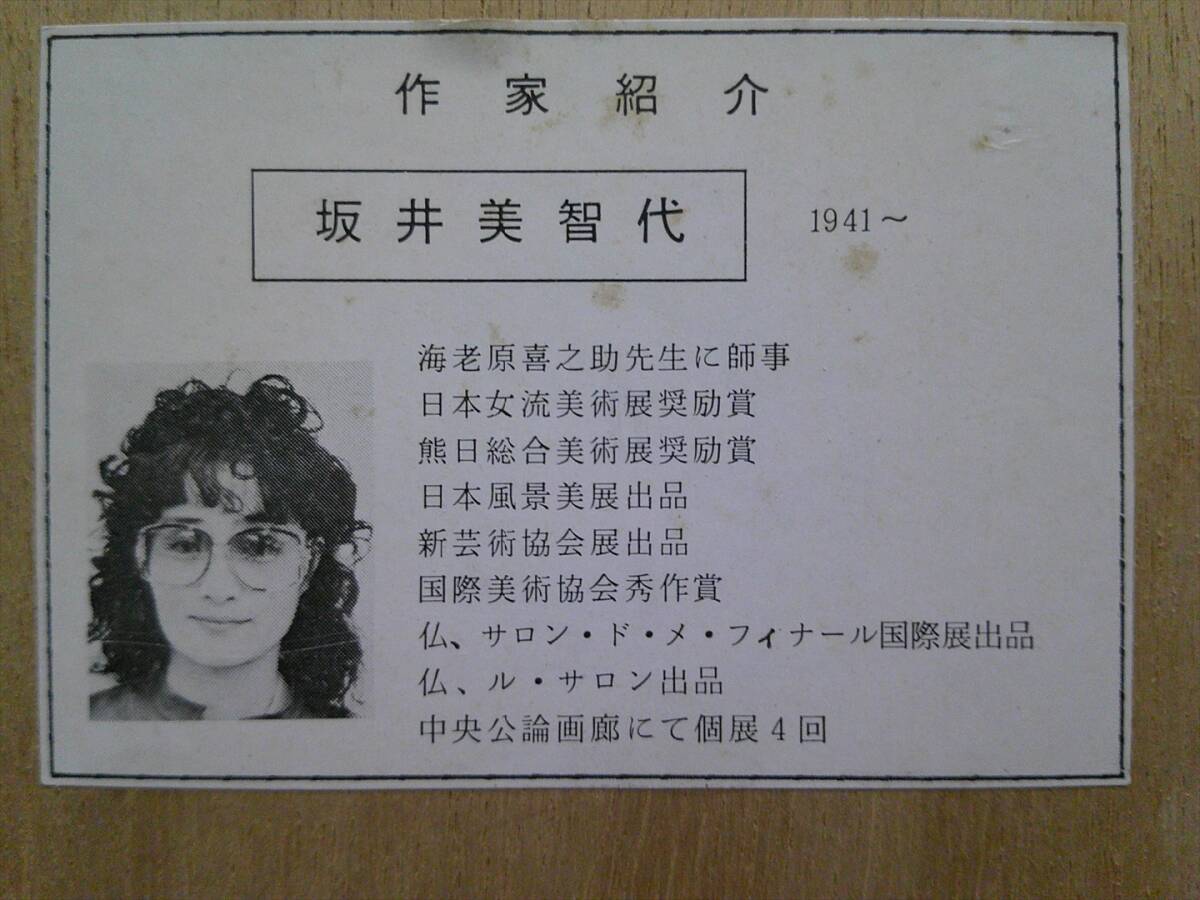 作家紹介
坂井美智代 1941～
海老原喜之助先生に師事
日本女流美術展奨励賞
熊日総合美術展奨励賞
日本風景美展出品
新芸術協会展出品
国際美術協会秀作賞
仏、サロン・ド・メ・フィナール国際展出品
仏、ル・サロン出品
中央公論画廊にて個展4回